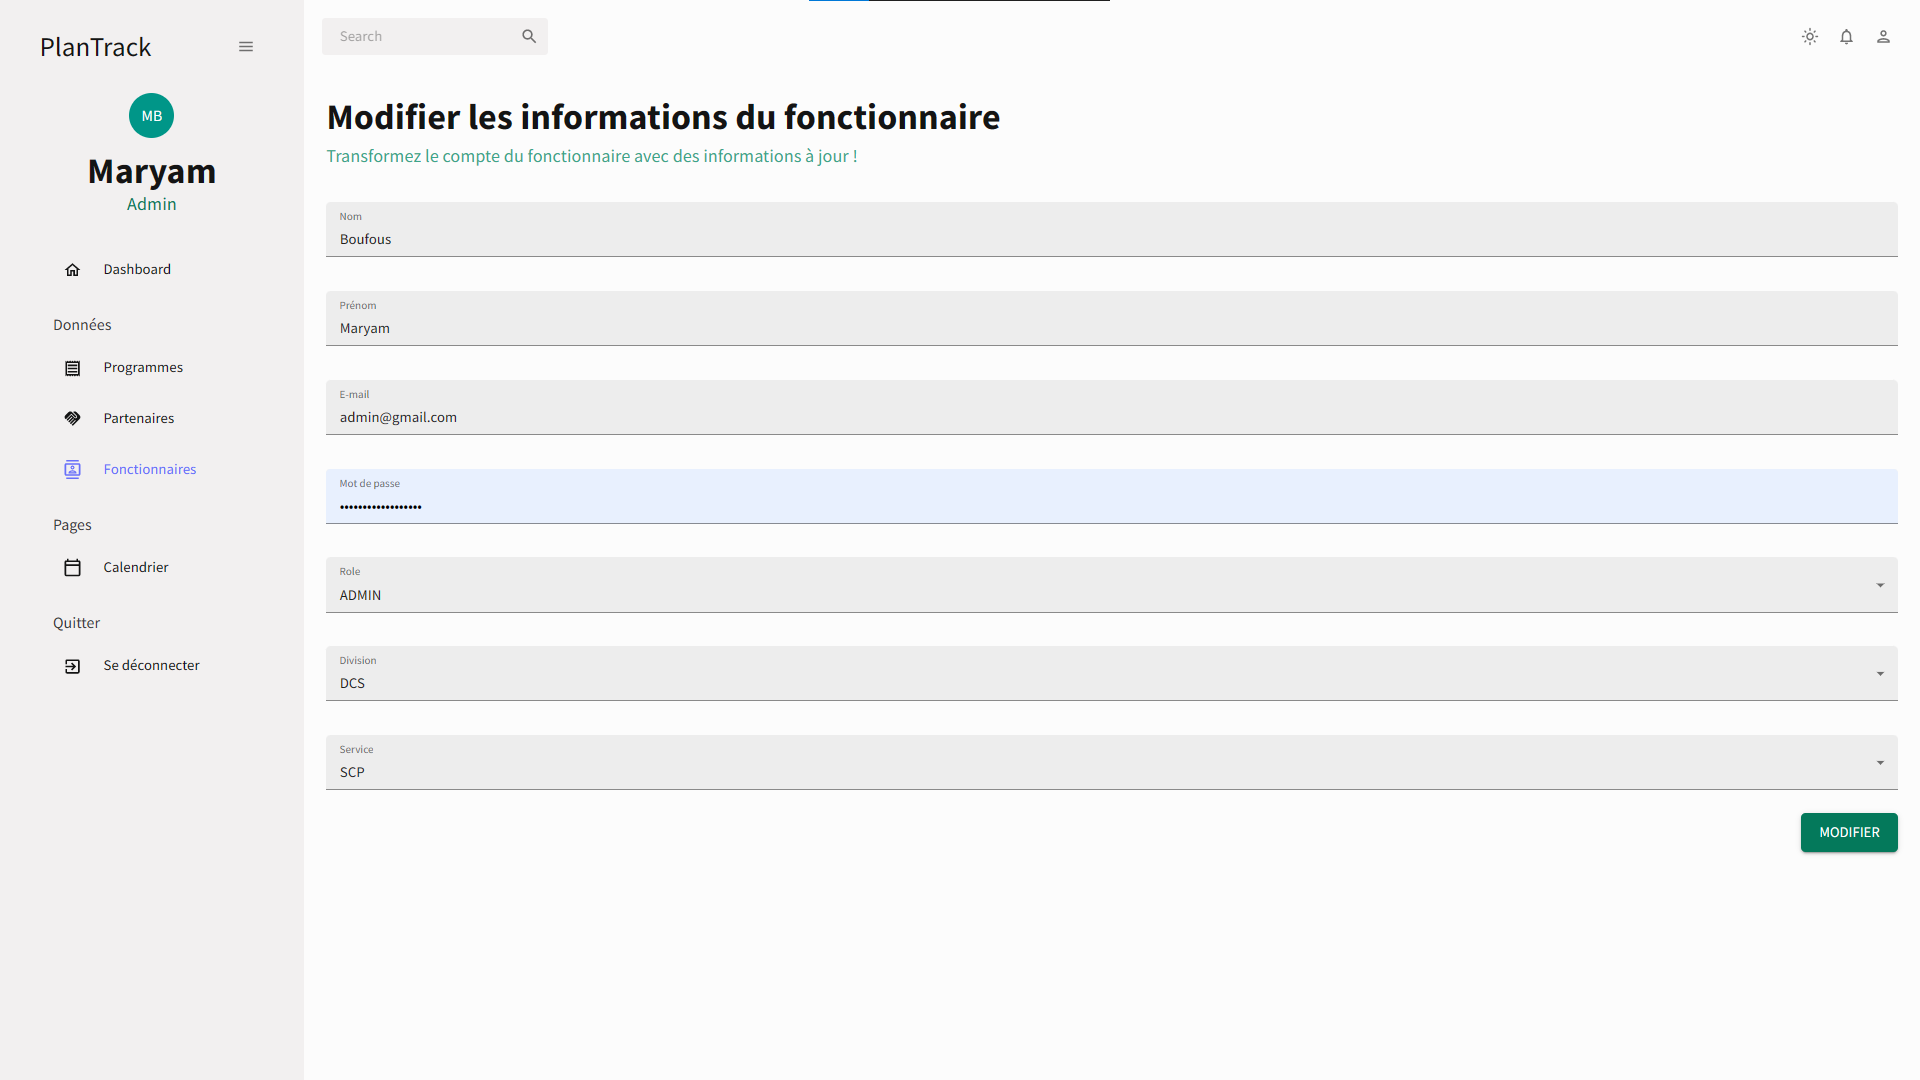 PlanTrack
MB
Maryam
Admin
Dashboard
Données
Programmes
Partenaires
Fonctionnaires
Pages
Calendrier
Quitter
Se déconnecter
Search
Modifier les informations du fonctionnaire
Transformez le compte du fonctionnaire avec des informations à jour !
Nom
Boufous
Prénom
Maryam
E-mail
admin@gmail.com
Mot de passe
••••••••••••••••••
Role
ADMIN
Division
DCS
Service
SCP
MODIFIER